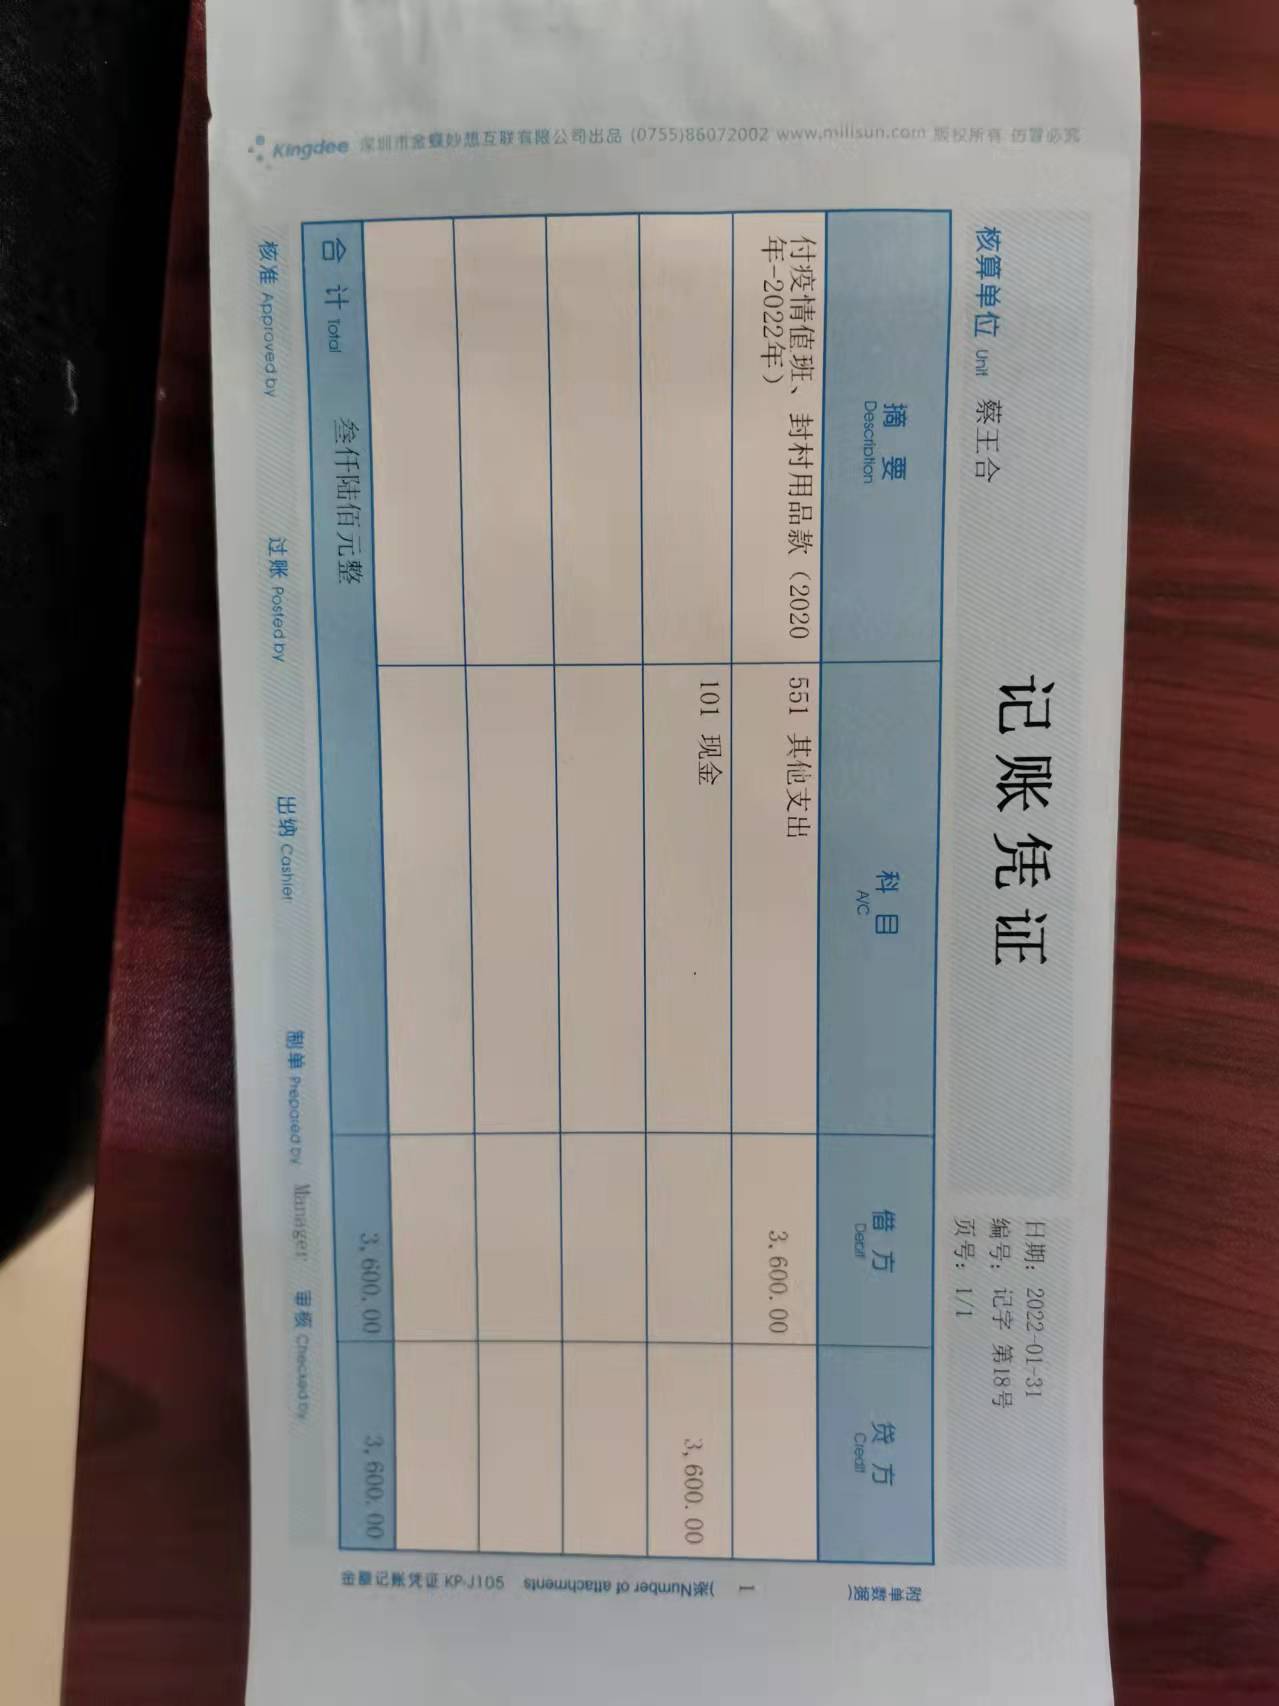 记账凭证
日期：2022-01-31
编号：记字 第18号
页号：1/1
核算单位 Unit 蔡王合
摘 要 科 目 借 方 贷 方
Description A/C Debit Credit
付疫情值班、封村用品款（2020 551 其他支出 3,600.00
年-2022年）
101 现金 3,600.00
合 计 Total 叁仟陆佰元整 3,600.00 3,600.00
核准 Approved by 过账 Posted by 出纳 Cashier 制单 Prepared by Manager 审核 Checked by
附单数据) 1 )张Number of attachments
金蝶记账凭证 KP-J105
Kingdee 深圳市金蝶妙想互联有限公司出品 (0755)86072002 www.milisun.com 版权所有 仿冒必究